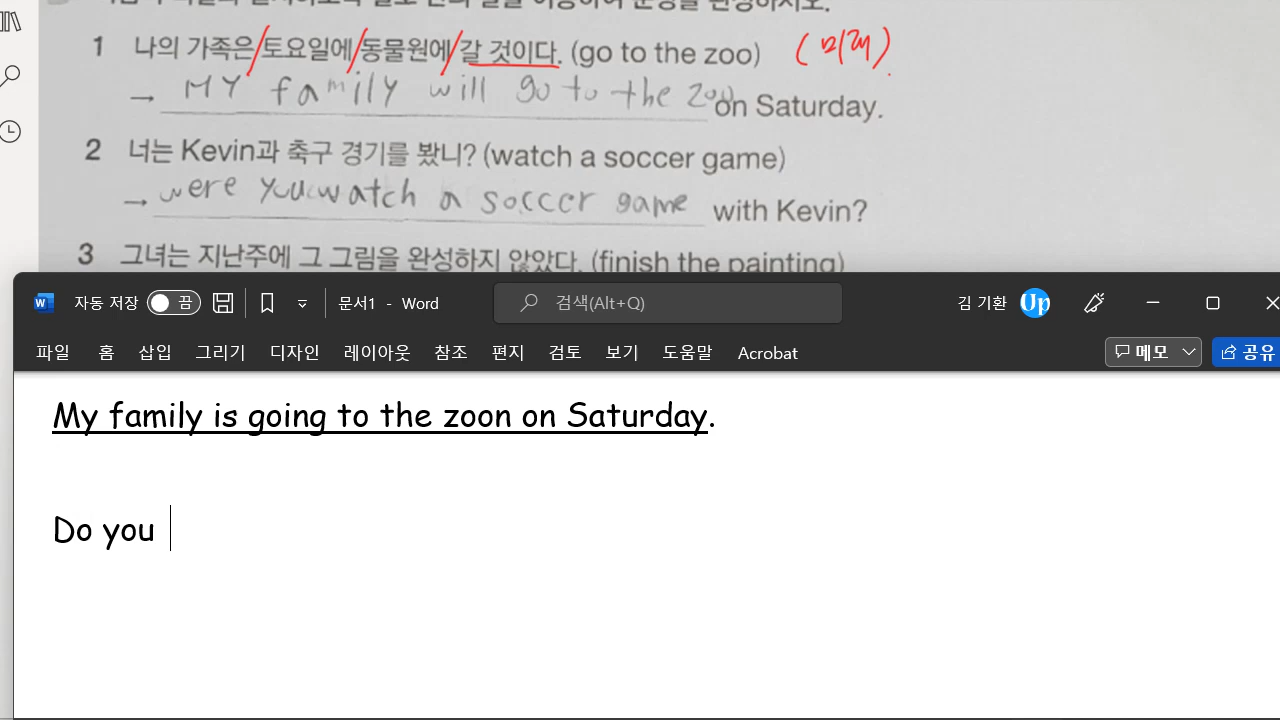 1 나의 가족은/토요일에/동물원에/갈 것이다. (go to the zoo) (미래)
→ MY family will go to the zoo on Saturday.
2 너는 Kevin과 축구 경기를 봤니? (watch a soccer game)
→ were you watch a soccer game with Kevin?
3 그녀는 지난주에 그 그림을 완성하지 않았다. (finish the painting)
자동 저장 끔 문서1 - Word 검색(Alt+Q) 김 기환 Up
파일 홈 삽입 그리기 디자인 레이아웃 참조 편지 검토 보기 도움말 Acrobat 메모 공유
My family is going to the zoon on Saturday.
Do you